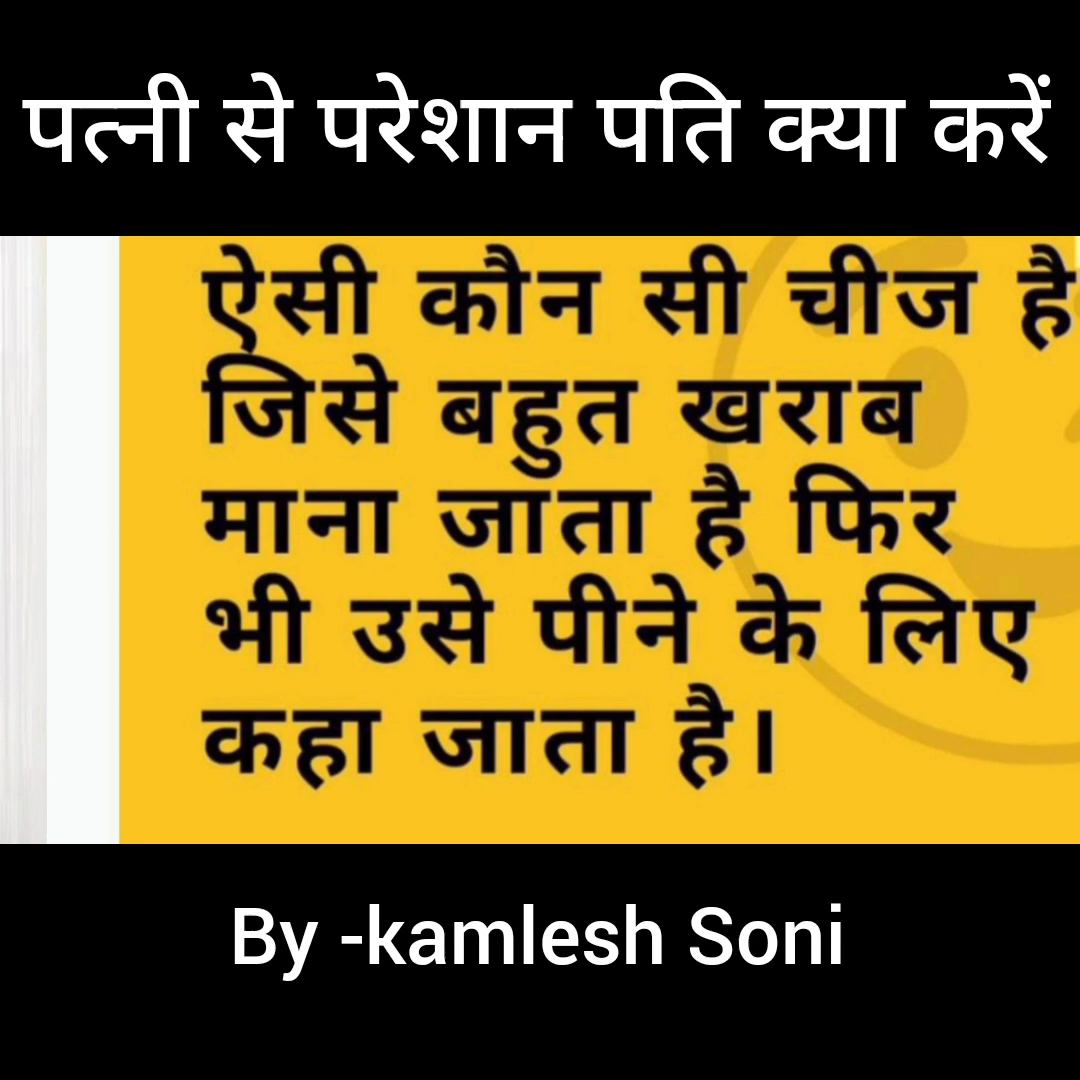 पत्नी से परेशान पति क्या करें
ऐसी कौन सी चीज है
जिसे बहुत खराब
माना जाता है फिर
भी उसे पीने के लिए
कहा जाता है।
By -kamlesh Soni